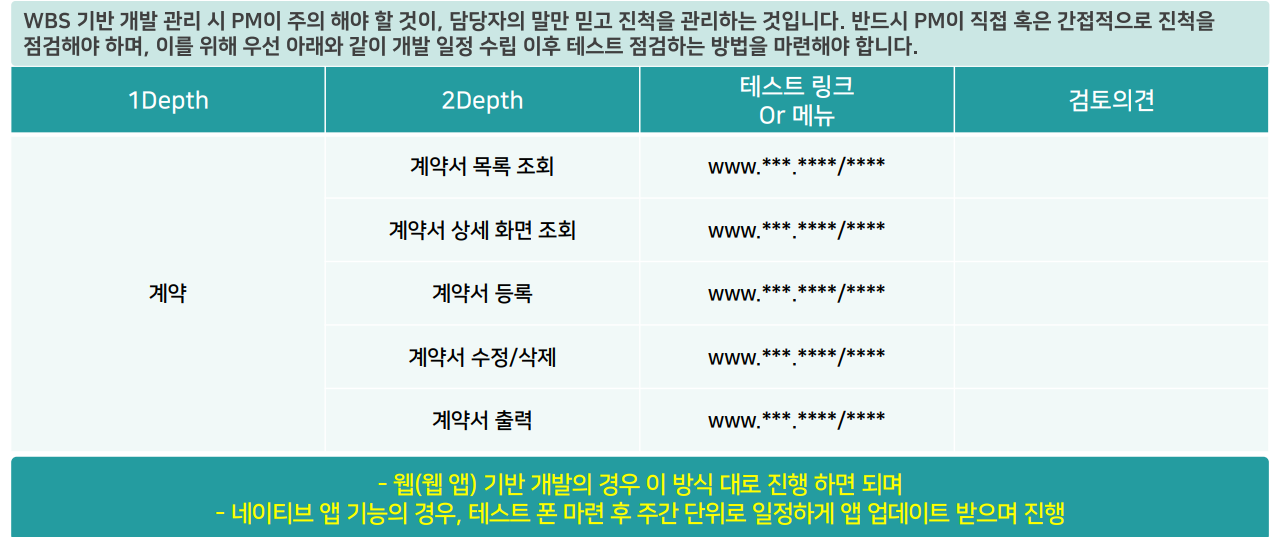 WBS 기반 개발 관리 시 PM이 주의 해야 할 것이, 담당자의 말만 믿고 진척을 관리하는 것입니다. 반드시 PM이 직접 혹은 간접적으로 진척을
점검해야 하며, 이를 위해 우선 아래와 같이 개발 일정 수립 이후 테스트 점검하는 방법을 마련해야 합니다.
1Depth
2Depth
테스트 링크
Or 메뉴
검토의견
계약
계약서 목록 조회
www.***.****/****
계약서 상세 화면 조회
www.***.****/****
계약서 등록
www.***.****/****
계약서 수정/삭제
www.***.****/****
계약서 출력
www.***.****/****
- 웹(웹 앱) 기반 개발의 경우 이 방식 대로 진행 하면 되며
- 네이티브 앱 기능의 경우, 테스트 폰 마련 후 주간 단위로 일정하게 앱 업데이트 받으며 진행